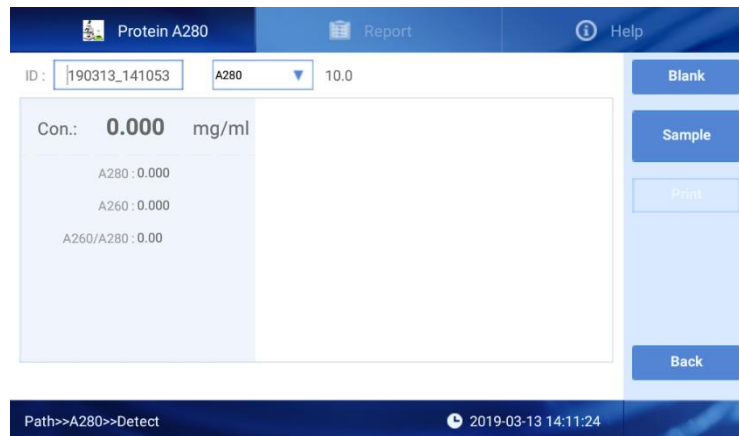 Protein A280
Report
Help
ID : 190313_141053 A280 10.0
Blank
Con.: 0.000 mg/ml
Sample
A280 : 0.000
A260 : 0.000
Print
A260/A280 : 0.00
Back
Path>>A280>>Detect
2019-03-13 14:11:24